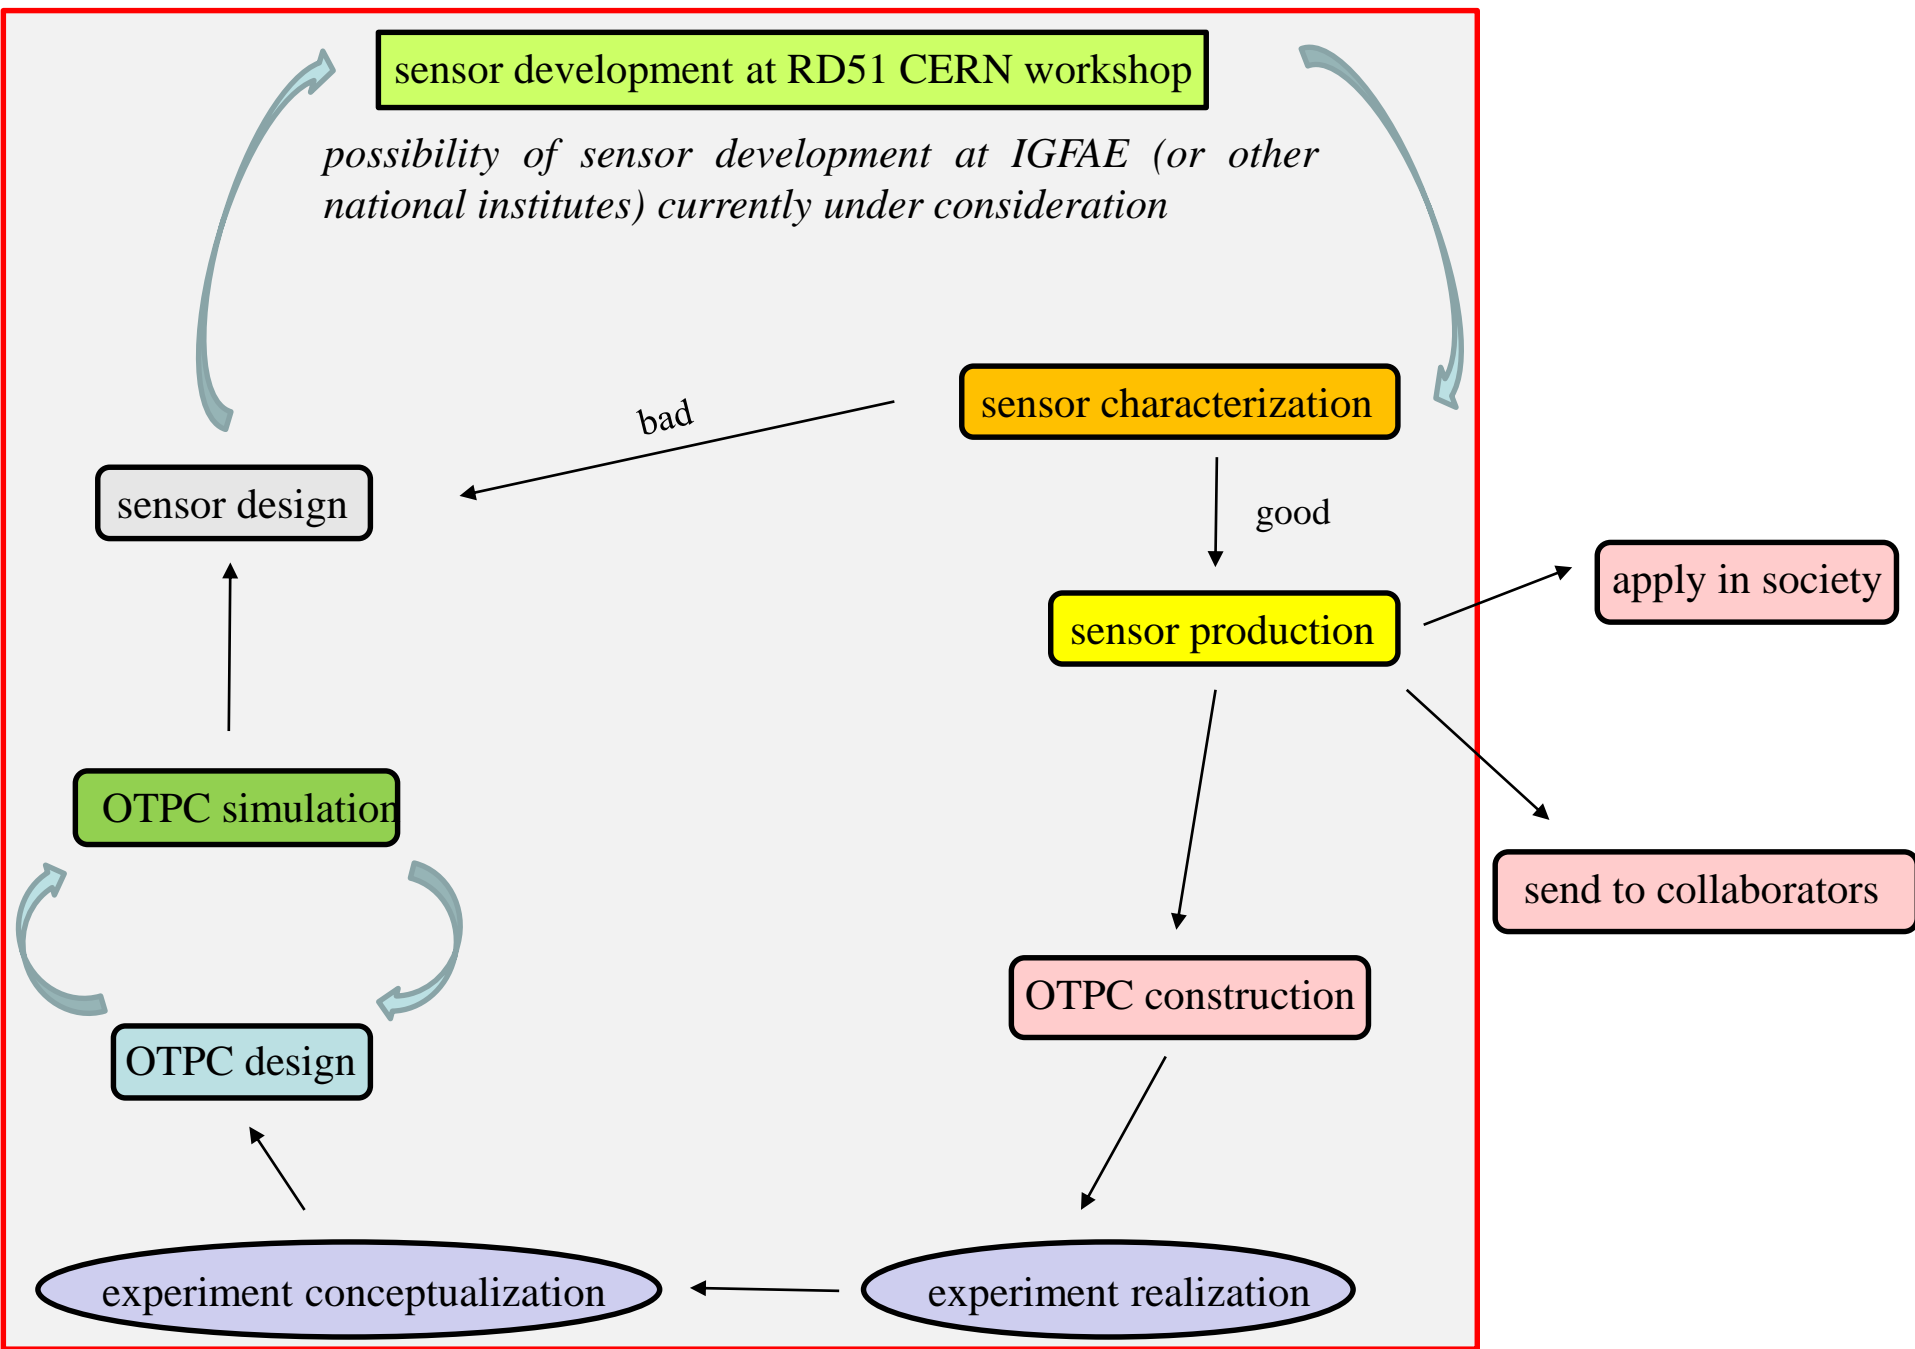 sensor development at RD51 CERN workshop
possibility of sensor development at IGFAE (or other
national institutes) currently under consideration
sensor characterization
bad
sensor design
good
apply in society
sensor production
OTPC simulation
send to collaborators
OTPC construction
OTPC design
experiment conceptualization
experiment realization